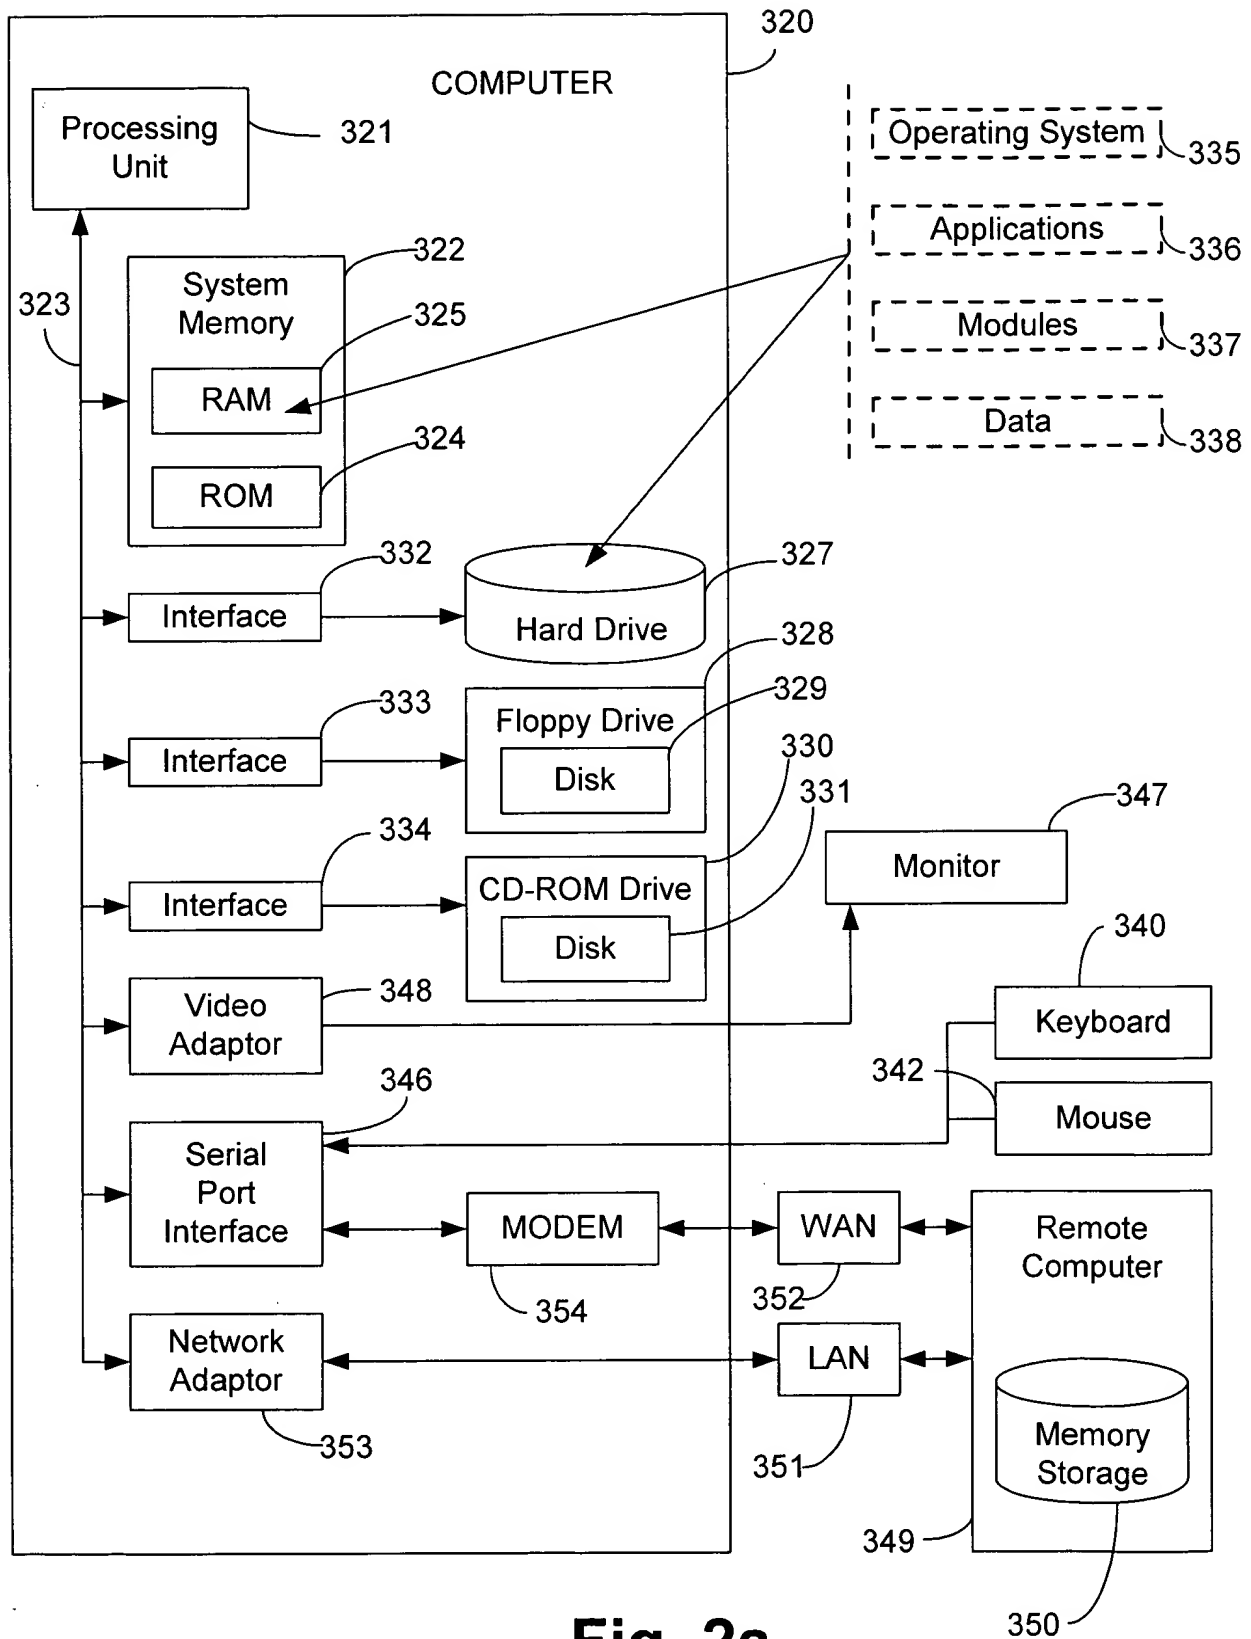 320
COMPUTER
Processing
Unit
321
Operating System
335
Applications
336
Modules
337
Data
338
322
System
Memory
323
325
RAM
324
ROM
332
Interface
327
Hard Drive
328
333
329
Interface
Floppy Drive
Disk
330
331
334
Interface
CD-ROM Drive
Disk
347
Monitor
348
Video
Adaptor
340
Keyboard
342
Mouse
346
Serial
Port
Interface
MODEM
354
WAN
352
Remote
Computer
Network
Adaptor
353
LAN
351
Memory
Storage
349
350